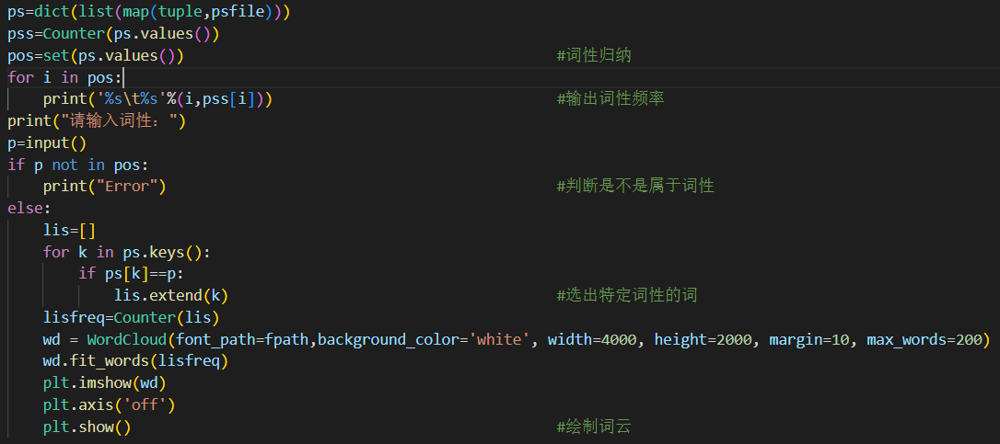 ps=dict(list(map(tuple,psfile)))
pss=Counter(ps.values())
pos=set(ps.values()) #词性归纳
for i in pos:
    print('%s\t%s'%(i,pss[i])) #输出词性频率
print("请输入词性：")
p=input()
if p not in pos:
    print("Error") #判断是不是属于词性
else:
    lis=[]
    for k in ps.keys():
        if ps[k]==p:
            lis.extend(k) #选出特定词性的词
    lisfreq=Counter(lis)
    wd = WordCloud(font_path=fpath,background_color='white', width=4000, height=2000, margin=10, max_words=200)
    wd.fit_words(lisfreq)
    plt.imshow(wd)
    plt.axis('off')
    plt.show() #绘制词云